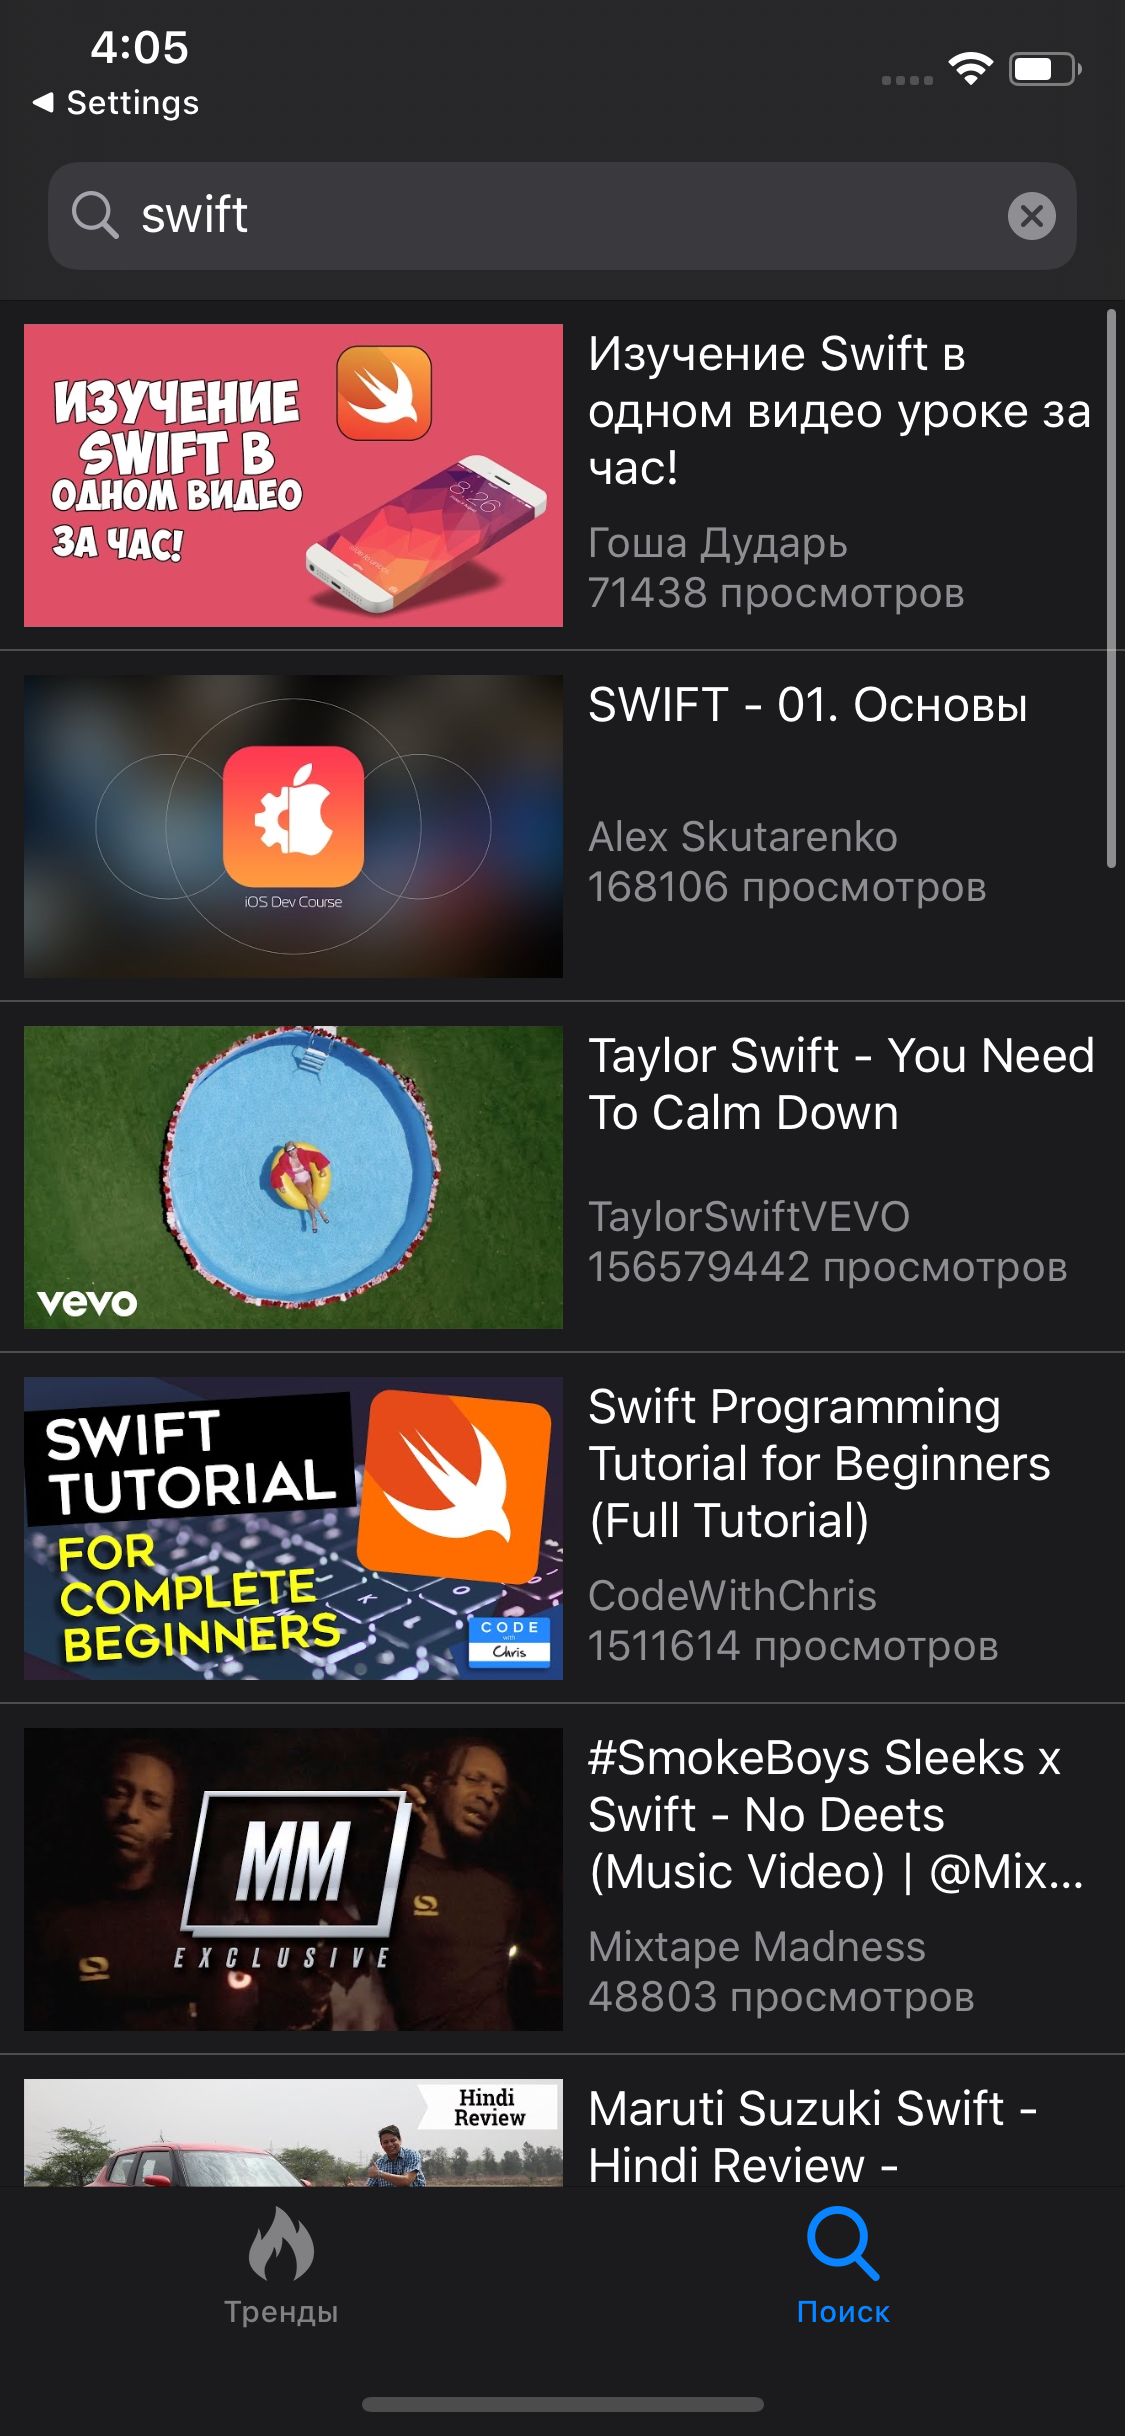 4:05
Settings
swift
ИЗУЧЕНИЕ
SWIFT В
ОДНОМ ВИДЕО
ЗА ЧАС!
8:26
Изучение Swift в
одном видео уроке за
час!
Гоша Дударь
71438 просмотров
iOS Dev Course
SWIFT - 01. Основы
Alex Skutarenko
168106 просмотров
vevo
Taylor Swift - You Need
To Calm Down
TaylorSwiftVEVO
156579442 просмотров
SWIFT
TUTORIAL
FOR
COMPLETE
BEGINNERS
CODE
with
Chris
Swift Programming
Tutorial for Beginners
(Full Tutorial)
CodeWithChris
1511614 просмотров
MM
EXCLUSIVE
#SmokeBoys Sleeks x
Swift - No Deets
(Music Video) | @Mix...
Mixtape Madness
48803 просмотров
Hindi
Review
Maruti Suzuki Swift -
Hindi Review -
Тренды
Поиск